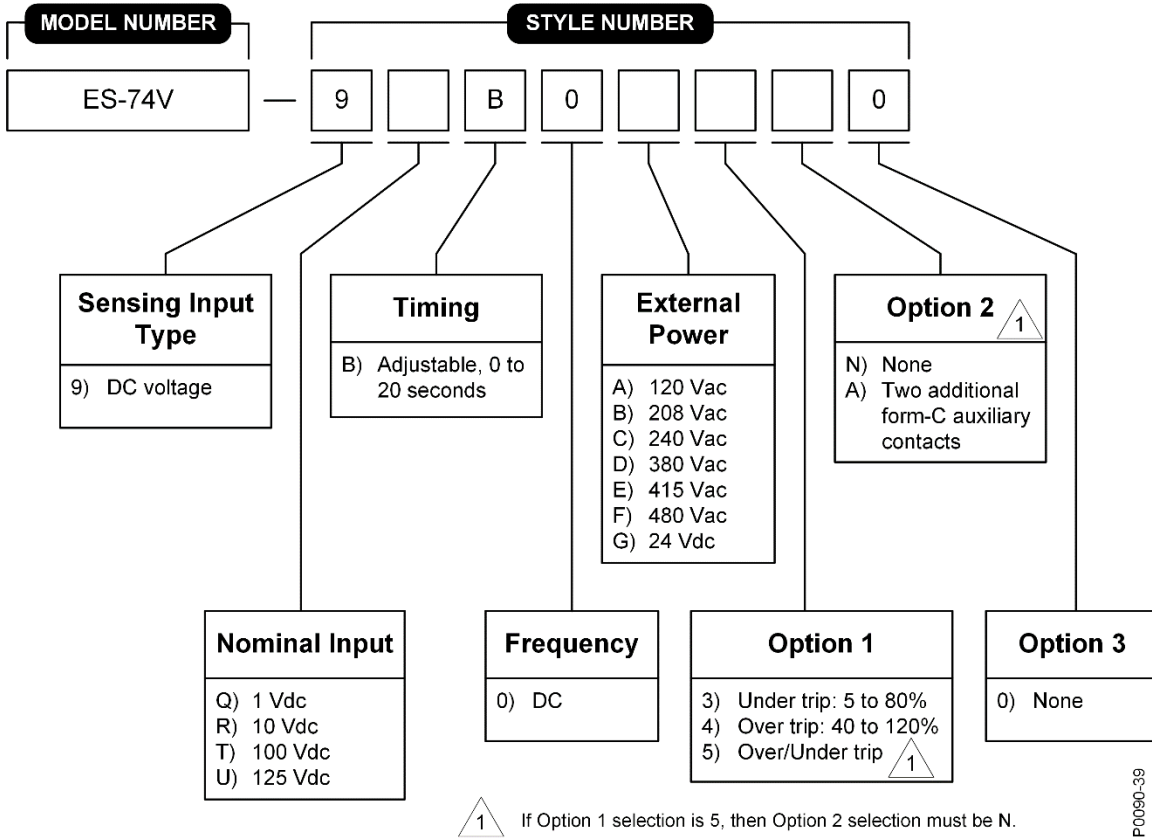 MODEL NUMBER
STYLE NUMBER
ES-74V — 9 B 0 0
Sensing Input
Type
9) DC voltage
Timing
B) Adjustable, 0 to
20 seconds
External
Power
A) 120 Vac
B) 208 Vac
C) 240 Vac
D) 380 Vac
E) 415 Vac
F) 480 Vac
G) 24 Vdc
Option 2 1
N) None
A) Two additional
form-C auxiliary
contacts
Nominal Input
Q) 1 Vdc
R) 10 Vdc
T) 100 Vdc
U) 125 Vdc
Frequency
0) DC
Option 1
3) Under trip: 5 to 80%
4) Over trip: 40 to 120%
5) Over/Under trip 1
Option 3
0) None
1 If Option 1 selection is 5, then Option 2 selection must be N.
P0090-39